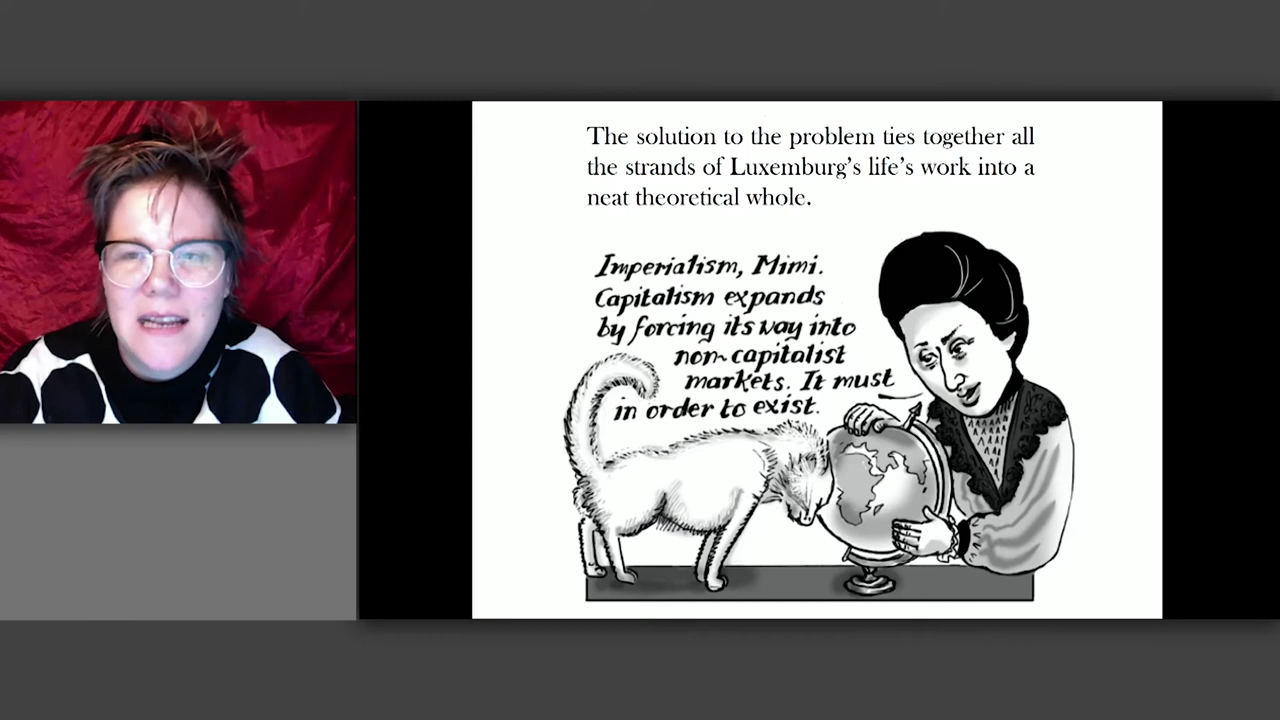 The solution to the problem ties together all
the strands of Luxemburg's life's work into a
neat theoretical whole.
Imperialism, Mimi.
Capitalism expands
by forcing its way into
non-capitalist
markets. It must
in order to exist.